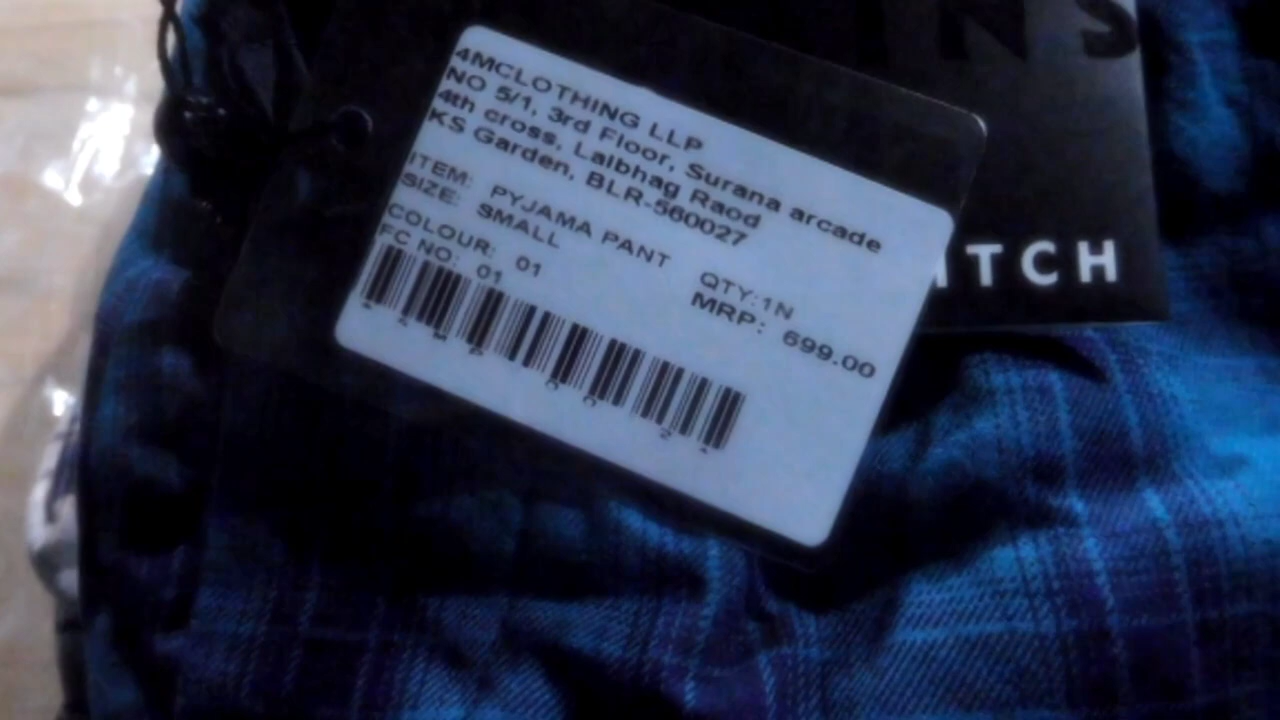 4MCLOTHING LLP
NO 5/1, 3rd Floor, Surana arcade
4th cross, Lalbhag Raod
KS Garden, BLR-560027
ITEM: PYJAMA PANT
SIZE: SMALL
QTY:1N
COLOUR: 01
MRP: 699.00
FC NO: 01
NS
ITCH